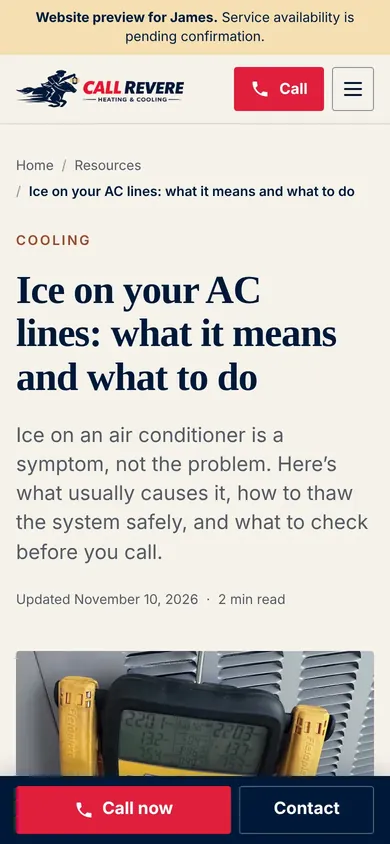 Website preview for James. Service availability is
pending confirmation.
CALL REVERE
HEATING & COOLING
Call
Home / Resources
/ Ice on your AC lines: what it means and what to do
COOLING
Ice on your AC
lines: what it means
and what to do
Ice on an air conditioner is a
symptom, not the problem. Here’s
what usually causes it, how to thaw
the system safely, and what to check
before you call.
Updated November 10, 2026 · 2 min read
Call now
Contact